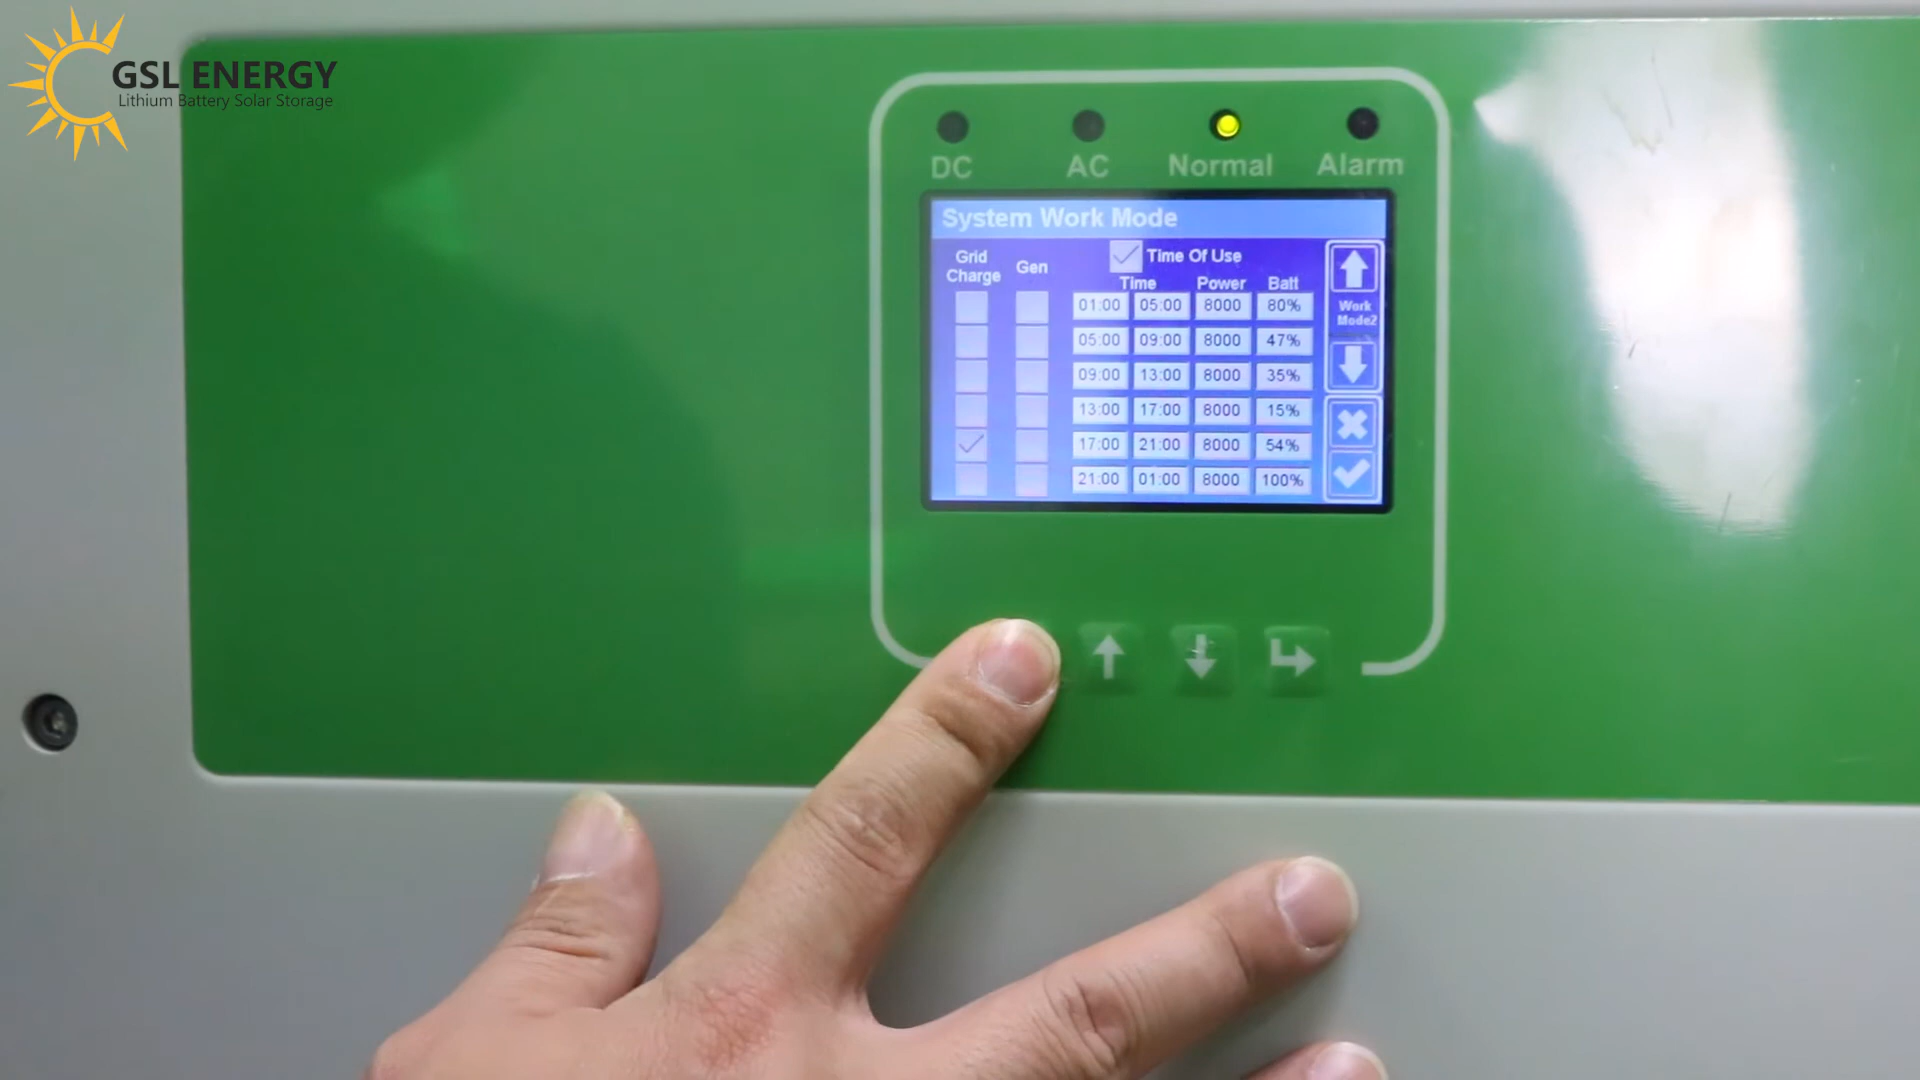 GSL ENERGY
Lithium Battery Solar Storage
DC AC Normal Alarm
System Work Mode
Grid Charge Gen Time Of Use
Time Power Batt
01:00 05:00 8000 80%
05:00 09:00 8000 47%
09:00 13:00 8000 35%
13:00 17:00 8000 15%
17:00 21:00 8000 54%
21:00 01:00 8000 100%
Work
Mode2